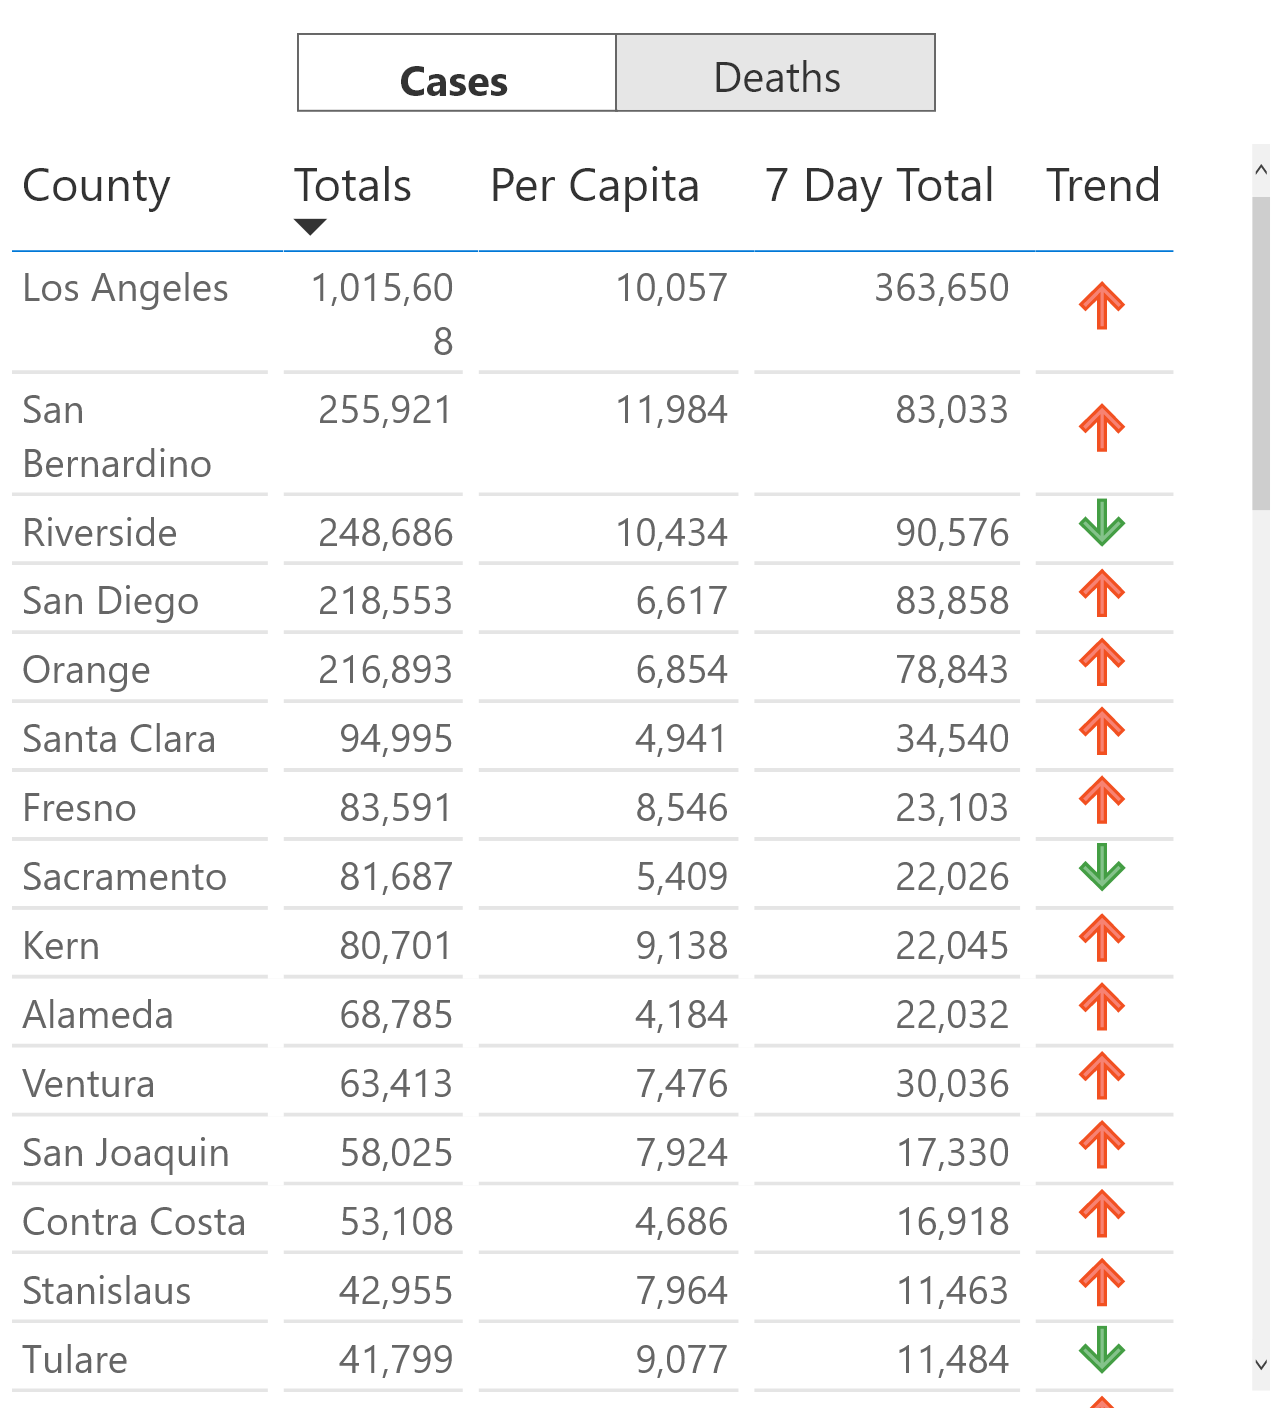 Cases Deaths
County Totals Per Capita 7 Day Total Trend
Los Angeles 1,015,60 10,057 363,650
8
San 255,921 11,984 83,033
Bernardino
Riverside 248,686 10,434 90,576
San Diego 218,553 6,617 83,858
Orange 216,893 6,854 78,843
Santa Clara 94,995 4,941 34,540
Fresno 83,591 8,546 23,103
Sacramento 81,687 5,409 22,026
Kern 80,701 9,138 22,045
Alameda 68,785 4,184 22,032
Ventura 63,413 7,476 30,036
San Joaquin 58,025 7,924 17,330
Contra Costa 53,108 4,686 16,918
Stanislaus 42,955 7,964 11,463
Tulare 41,799 9,077 11,484